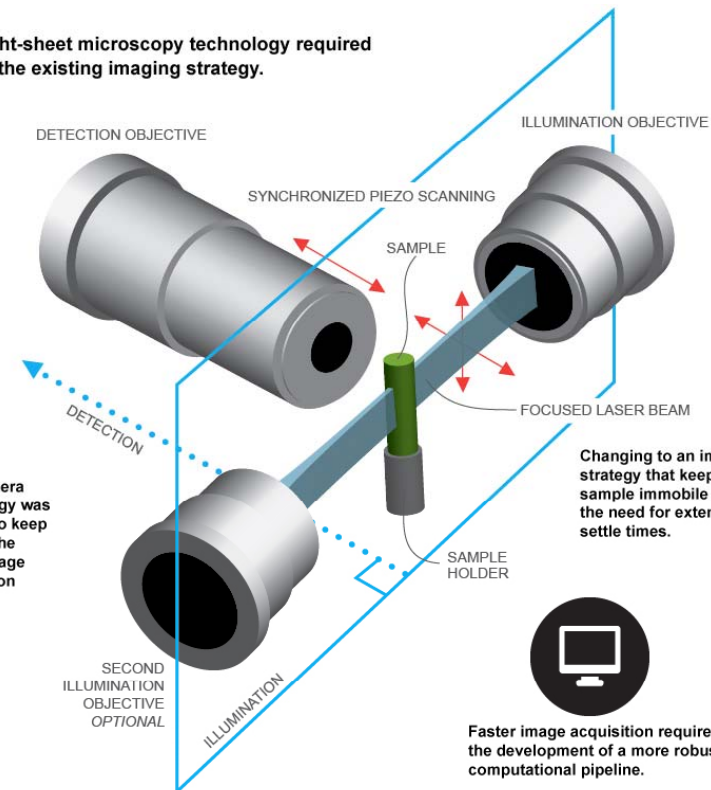 ht-sheet microscopy technology required
the existing imaging strategy.
DETECTION OBJECTIVE
ILLUMINATION OBJECTIVE
SYNCHRONIZED PIEZO SCANNING
SAMPLE
DETECTION
FOCUSED LASER BEAM
era
gy was
o keep
he
age
on
Changing to an im
strategy that keep
sample immobile
the need for exten
settle times.
SAMPLE
HOLDER
SECOND
ILLUMINATION
OBJECTIVE
OPTIONAL
ILLUMINATION
Faster image acquisition require
the development of a more robus
computational pipeline.